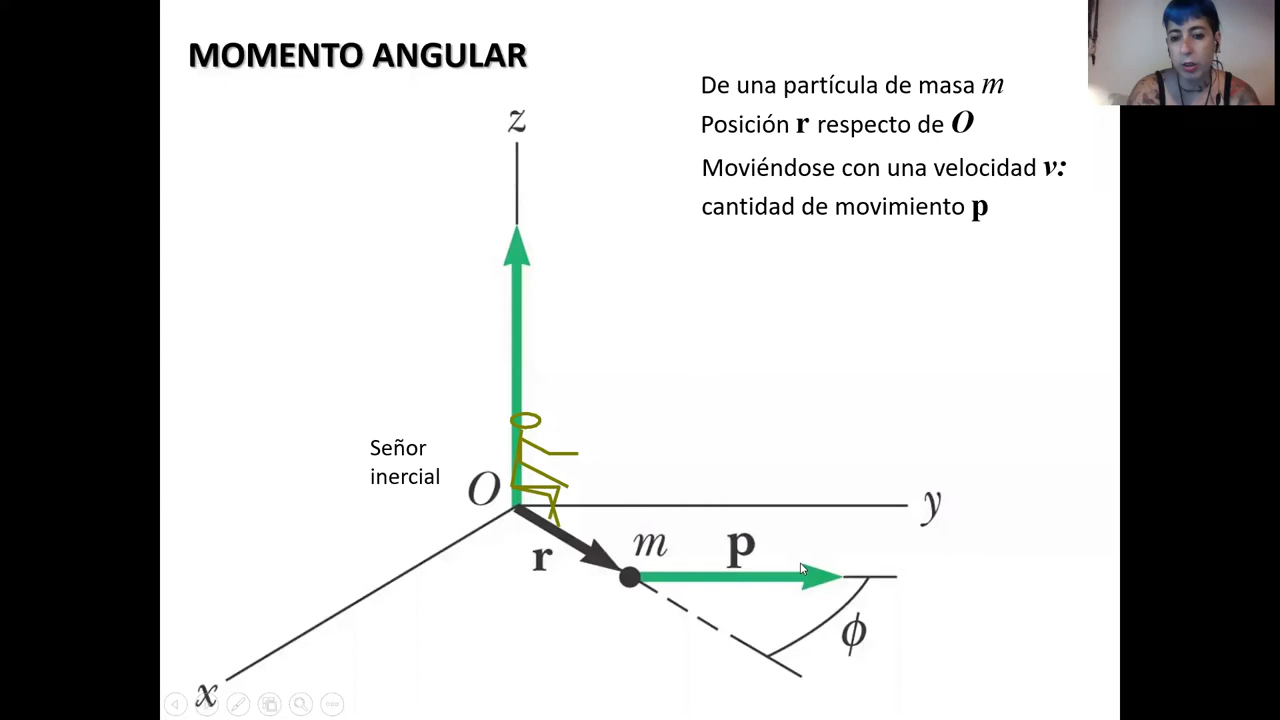 MOMENTO ANGULAR
De una partícula de masa m
Posición r respecto de O
Moviéndose con una velocidad v:
cantidad de movimiento p
z
Señor
inercial
O
y
r
m
p
ϕ
x